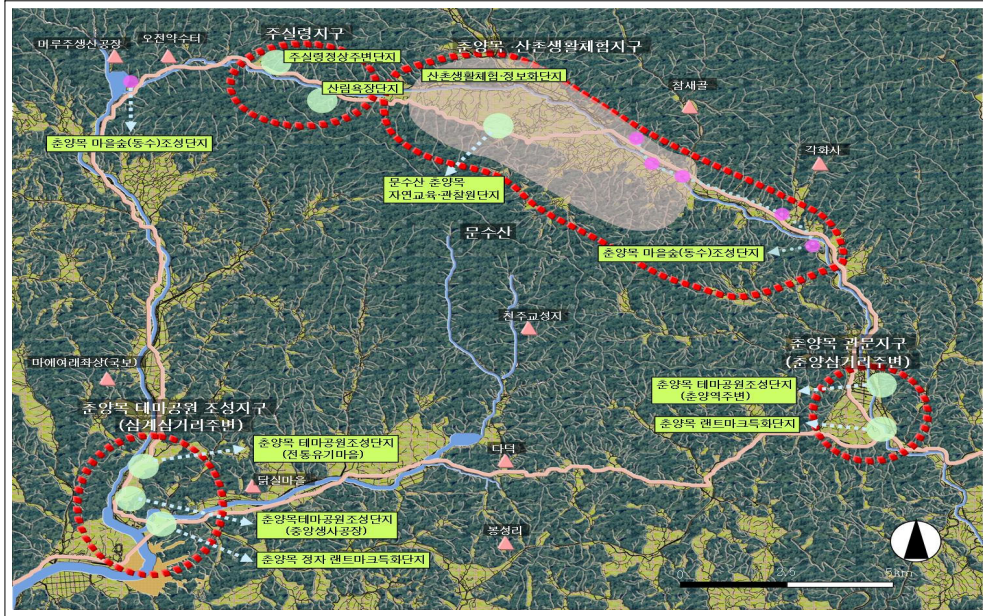 머루주생산공장
오전약수터
주실령지구
주실령정상주변단지
산림욕장단지
춘양목 산촌생활체험지구
산촌생활체험·정보화단지
참새골
각화사
춘양목 마을숲(동수)조성단지
문수산 춘양목
자연교육·관찰원단지
문수산
춘양목 마을숲(동수)조성단지
천주교성지
춘양목 관문지구
(춘양삼거리주변)
마애여래좌상(국보)
춘양목 테마공원조성단지
(춘양역주변)
춘양목 랜트마크특화단지
춘양목 테마공원 조성지구
(삼계삼거리주변)
춘양목 테마공원조성단지
(전통유기마을)
다덕
닭실마을
춘양목테마공원조성단지
(중앙생사공장)
봉성리
춘양목 정자 랜트마크특화단지
0 2.5 5km